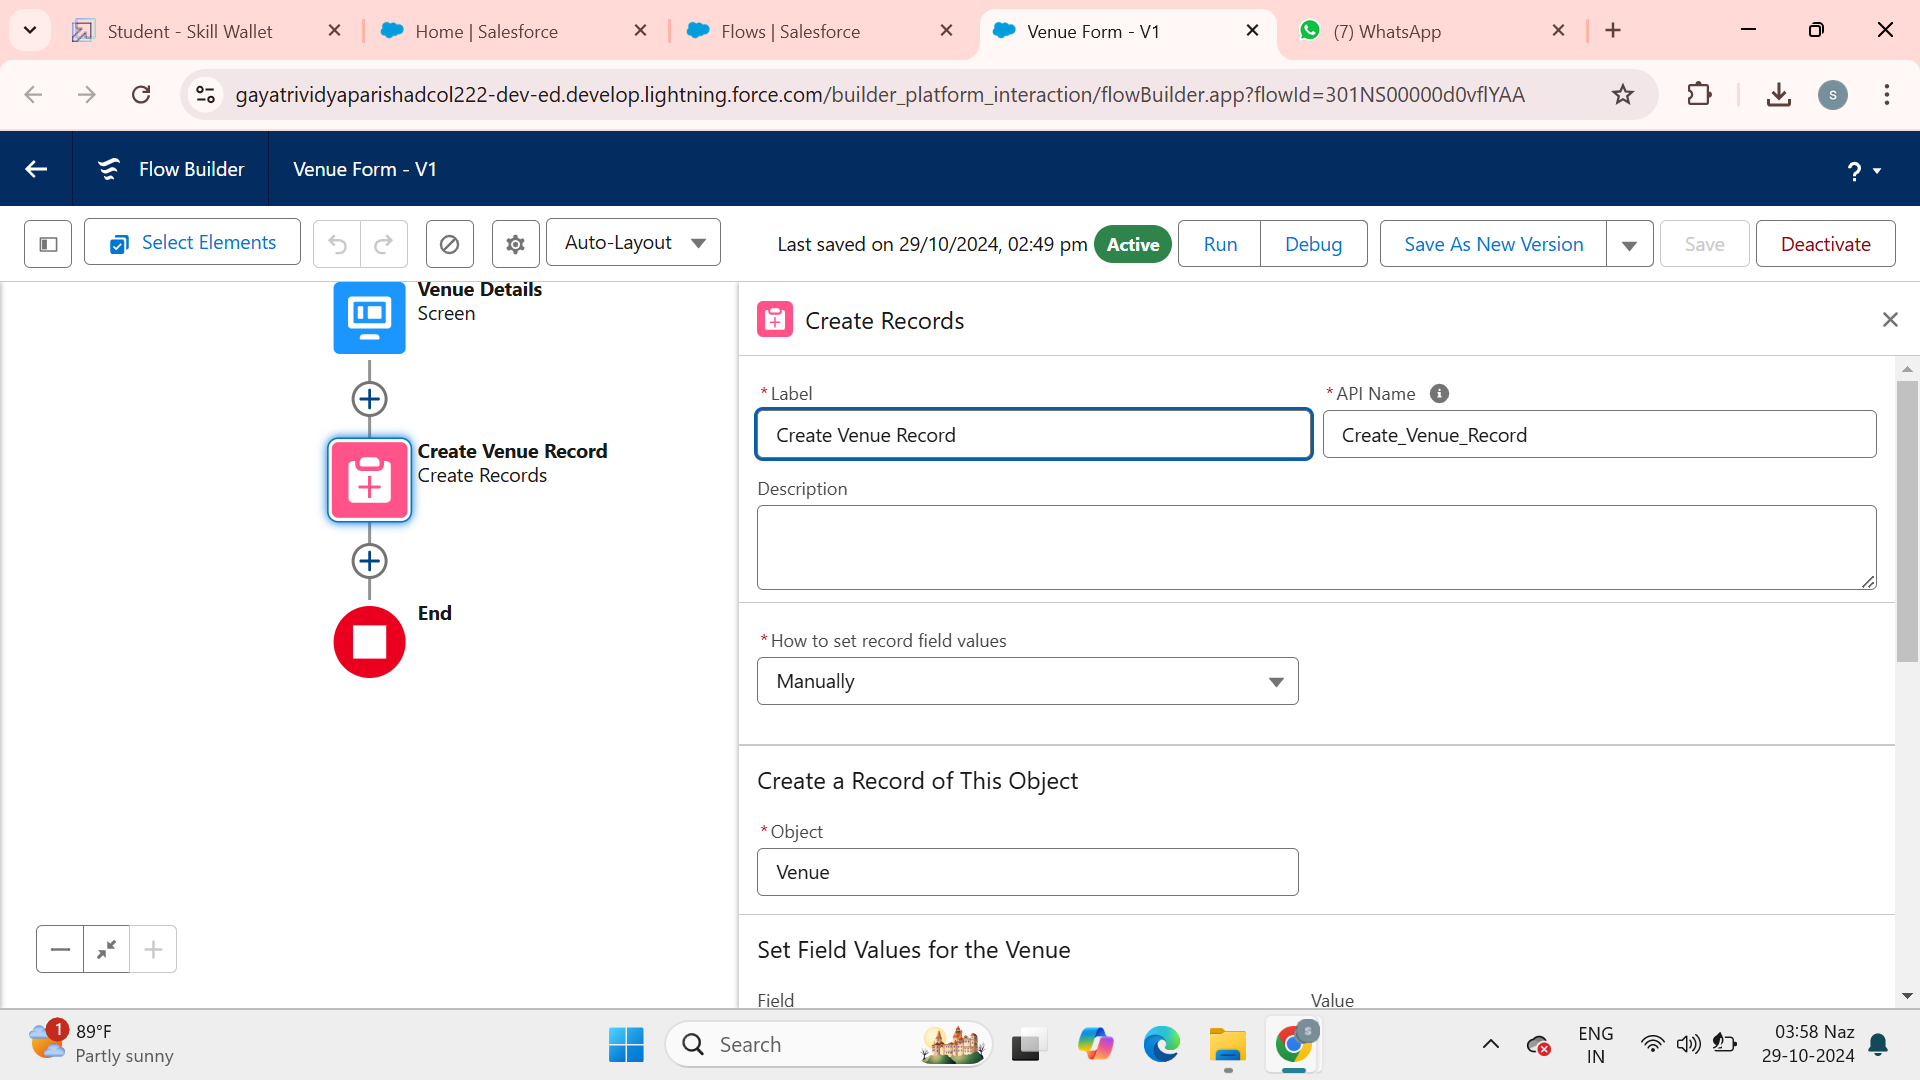 Student - Skill Wallet
Home | Salesforce
Flows | Salesforce
Venue Form - V1
(7) WhatsApp
gayatrividyaparishadcol222-dev-ed.develop.lightning.force.com/builder_platform_interaction/flowBuilder.app?flowId=301NS00000d0vflYAA
S
Flow Builder
Venue Form - V1
?
Select Elements
Auto-Layout
Last saved on 29/10/2024, 02:49 pm
Active
Run
Debug
Save As New Version
Save
Deactivate
Venue Details
Screen
Create Venue Record
Create Records
End
Create Records
* Label
* API Name
Create Venue Record
Create_Venue_Record
Description
* How to set record field values
Manually
Create a Record of This Object
* Object
Venue
Set Field Values for the Venue
Field
Value
1
89°F
Partly sunny
Search
S
ENG
IN
03:58 Naz
29-10-2024